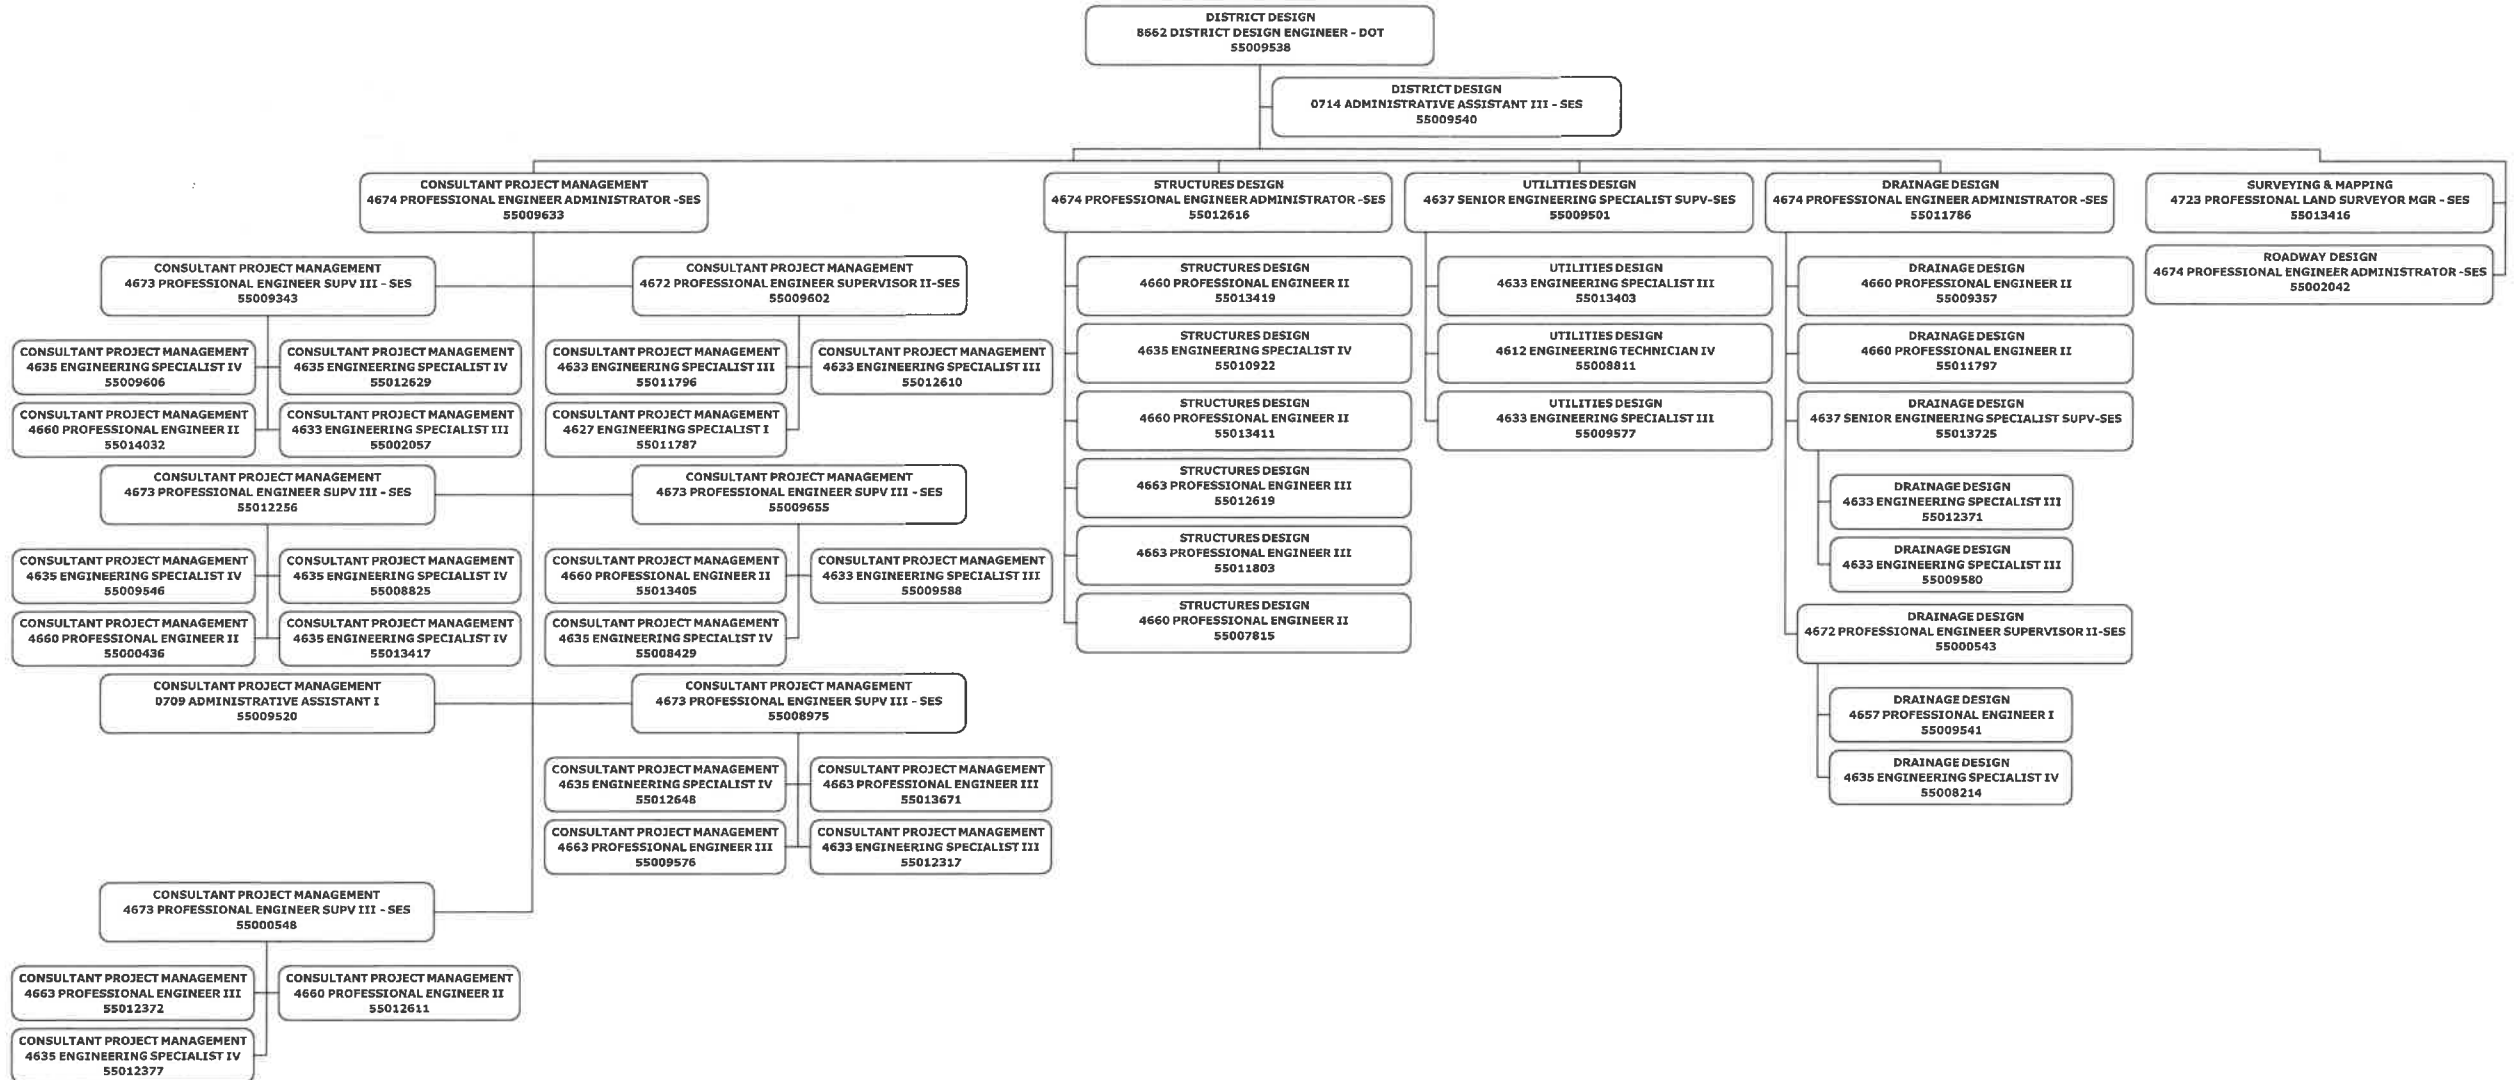 DISTRICT DESIGN
8662 DISTRICT DESIGN ENGINEER - DOT
55009538
DISTRICT DESIGN
0714 ADMINISTRATIVE ASSISTANT III - SES
55009540
CONSULTANT PROJECT MANAGEMENT
4674 PROFESSIONAL ENGINEER ADMINISTRATOR -SES
55009633
STRUCTURES DESIGN
4674 PROFESSIONAL ENGINEER ADMINISTRATOR -SES
55012616
UTILITIES DESIGN
4637 SENIOR ENGINEERING SPECIALIST SUPV-SES
55009501
DRAINAGE DESIGN
4674 PROFESSIONAL ENGINEER ADMINISTRATOR -SES
55011786
SURVEYING & MAPPING
4723 PROFESSIONAL LAND SURVEYOR MGR - SES
55013416
ROADWAY DESIGN
4674 PROFESSIONAL ENGINEER ADMINISTRATOR -SES
55002042
CONSULTANT PROJECT MANAGEMENT
4673 PROFESSIONAL ENGINEER SUPV III - SES
55009343
CONSULTANT PROJECT MANAGEMENT
4672 PROFESSIONAL ENGINEER SUPERVISOR II-SES
55009602
CONSULTANT PROJECT MANAGEMENT
4635 ENGINEERING SPECIALIST IV
55009606
CONSULTANT PROJECT MANAGEMENT
4635 ENGINEERING SPECIALIST IV
55012629
CONSULTANT PROJECT MANAGEMENT
4633 ENGINEERING SPECIALIST III
55011796
CONSULTANT PROJECT MANAGEMENT
4633 ENGINEERING SPECIALIST III
55012610
CONSULTANT PROJECT MANAGEMENT
4660 PROFESSIONAL ENGINEER II
55014032
CONSULTANT PROJECT MANAGEMENT
4633 ENGINEERING SPECIALIST III
55002057
CONSULTANT PROJECT MANAGEMENT
4627 ENGINEERING SPECIALIST I
55011787
CONSULTANT PROJECT MANAGEMENT
4673 PROFESSIONAL ENGINEER SUPV III - SES
55012256
CONSULTANT PROJECT MANAGEMENT
4673 PROFESSIONAL ENGINEER SUPV III - SES
55009655
CONSULTANT PROJECT MANAGEMENT
4635 ENGINEERING SPECIALIST IV
55009546
CONSULTANT PROJECT MANAGEMENT
4635 ENGINEERING SPECIALIST IV
55008825
CONSULTANT PROJECT MANAGEMENT
4660 PROFESSIONAL ENGINEER II
55013405
CONSULTANT PROJECT MANAGEMENT
4633 ENGINEERING SPECIALIST III
55009588
CONSULTANT PROJECT MANAGEMENT
4660 PROFESSIONAL ENGINEER II
55000436
CONSULTANT PROJECT MANAGEMENT
4635 ENGINEERING SPECIALIST IV
55013417
CONSULTANT PROJECT MANAGEMENT
4635 ENGINEERING SPECIALIST IV
55008429
CONSULTANT PROJECT MANAGEMENT
0709 ADMINISTRATIVE ASSISTANT I
55009520
CONSULTANT PROJECT MANAGEMENT
4673 PROFESSIONAL ENGINEER SUPV III - SES
55008975
CONSULTANT PROJECT MANAGEMENT
4635 ENGINEERING SPECIALIST IV
55012648
CONSULTANT PROJECT MANAGEMENT
4663 PROFESSIONAL ENGINEER III
55013671
CONSULTANT PROJECT MANAGEMENT
4663 PROFESSIONAL ENGINEER III
55009576
CONSULTANT PROJECT MANAGEMENT
4633 ENGINEERING SPECIALIST III
55012317
CONSULTANT PROJECT MANAGEMENT
4673 PROFESSIONAL ENGINEER SUPV III - SES
55000548
CONSULTANT PROJECT MANAGEMENT
4663 PROFESSIONAL ENGINEER III
55012372
CONSULTANT PROJECT MANAGEMENT
4660 PROFESSIONAL ENGINEER II
55012611
CONSULTANT PROJECT MANAGEMENT
4635 ENGINEERING SPECIALIST IV
55012377
STRUCTURES DESIGN
4660 PROFESSIONAL ENGINEER II
55013419
STRUCTURES DESIGN
4635 ENGINEERING SPECIALIST IV
55010922
STRUCTURES DESIGN
4660 PROFESSIONAL ENGINEER II
55013411
STRUCTURES DESIGN
4663 PROFESSIONAL ENGINEER III
55012619
STRUCTURES DESIGN
4663 PROFESSIONAL ENGINEER III
55011803
STRUCTURES DESIGN
4660 PROFESSIONAL ENGINEER II
55007815
UTILITIES DESIGN
4633 ENGINEERING SPECIALIST III
55013403
UTILITIES DESIGN
4612 ENGINEERING TECHNICIAN IV
55008811
UTILITIES DESIGN
4633 ENGINEERING SPECIALIST III
55009577
DRAINAGE DESIGN
4660 PROFESSIONAL ENGINEER II
55009357
DRAINAGE DESIGN
4660 PROFESSIONAL ENGINEER II
55011797
DRAINAGE DESIGN
4637 SENIOR ENGINEERING SPECIALIST SUPV-SES
55013725
DRAINAGE DESIGN
4633 ENGINEERING SPECIALIST III
55012371
DRAINAGE DESIGN
4633 ENGINEERING SPECIALIST III
55009580
DRAINAGE DESIGN
4672 PROFESSIONAL ENGINEER SUPERVISOR II-SES
55000543
DRAINAGE DESIGN
4657 PROFESSIONAL ENGINEER I
55009541
DRAINAGE DESIGN
4635 ENGINEERING SPECIALIST IV
55008214